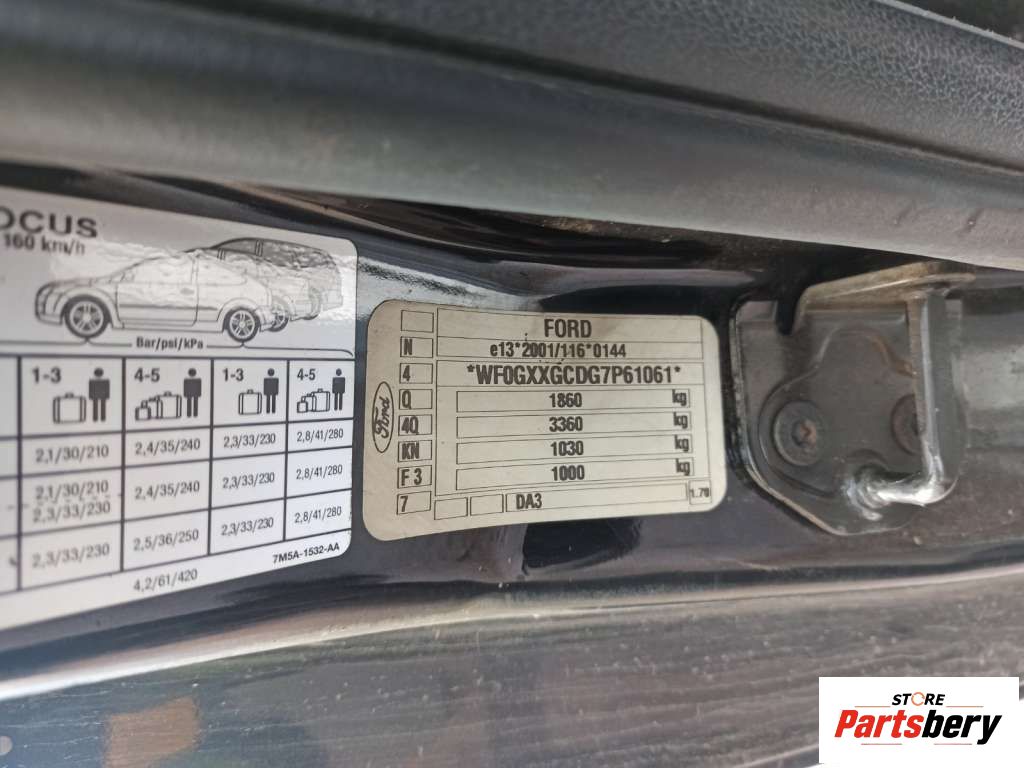 OCUS
160 km/h
Bar/psi/kPa
1-3 4-5 1-3 4-5
2,1/30/210 2,4/35/240 2,3/33/230 2,8/41/280
2,1/30/210 2,4/35/240 2,3/33/230 2,8/41/280
2,3/33/230
2,3/33/230 2,5/36/250 2,3/33/230 2,8/41/280
4,2/61/420
7M5A-1532-AA
Ford
FORD
N e13*2001/116*0144
4 *WF0GXXGCDG7P61061*
Q 1860 kg
4Q 3360 kg
KN 1030 kg
F 3 1000 kg
7 DA3 1.70
STORE
Partsbery